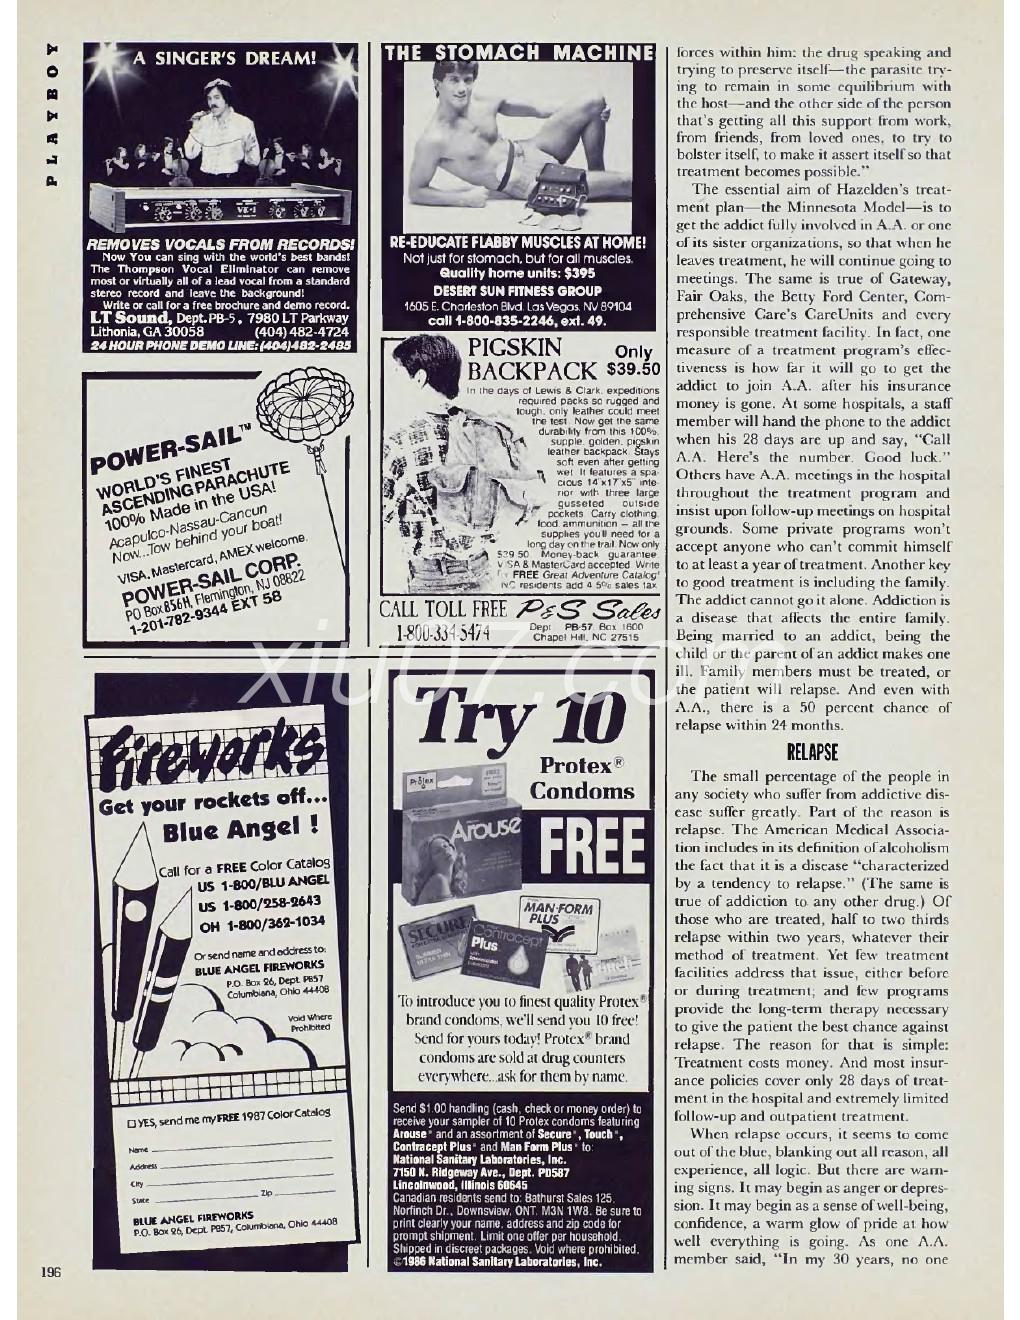 PLAYBOY
A SINGER'S DREAM!
REMOVES VOCALS FROM RECORDS!
Now You can sing with the world's best bands!
The Thompson Vocal Eliminator can remove
most or virtually all of a lead vocal from a standard
stereo record and leave the background!
Write or call for a free brochure and demo record.
LT Sound, Dept. PB-5, 7980 LT Parkway
Lithonia, GA 30058 (404) 482-4724
24 HOUR PHONE DEMO LINE: (404) 482-2485
POWER-SAIL™
WORLD'S FINEST
ASCENDING PARACHUTE
100% Made in the USA!
Acapulco-Nassau-Cancun
Now...Tow behind your boat!
VISA, Mastercard, AMEX welcome.
POWER-SAIL CORP.
PO Box 856H, Flemington, NJ 08822
1-201-782-9344 EXT 58
THE STOMACH MACHINE
RE-EDUCATE FLABBY MUSCLES AT HOME!
Not just for stomach, but for all muscles.
Quality home units: $395
DESERT SUN FITNESS GROUP
1605 E. Charleston Blvd. Las Vegas, NV 89104
call 1-800-835-2246, ext. 49.
PIGSKIN Only
BACKPACK $39.50
In the days of Lewis & Clark, expeditions
required packs so rugged and
tough, only leather could meet
the test. Now get the same
durability from this 100%,
supple, golden, pigskin
leather backpack. Stays
soft even after getting
wet. It features a spa-
cious 14"x17"x5" inte-
rior with three large
gusseted outside
pockets. Carry clothing,
food, ammunition – all the
supplies you'll need for a
long day on the trail. Now only
$39.50. Money-back guarantee.
VISA & MasterCard accepted. Write
FREE Great Adventure Catalog!
NC residents add 4.5% sales tax.
CALL TOLL FREE
1-800-334-5474
P&S Sales
Dept. PB-57, Box 1600
Chapel Hill, NC 27515
Fireworks
Get your rockets off...
Blue Angel !
Call for a FREE Color Catalog
US 1-800/BLU ANGEL
US 1-800/258-2643
OH 1-800/362-1034
Or send name and address to:
BLUE ANGEL FIREWORKS
P.O. Box 26, Dept. PB57
Columbiana, Ohio 44408
Void Where
Prohibited
☐ YES, send me my FREE 1987 Color Catalog
Name
Address
City
State Zip
BLUE ANGEL FIREWORKS
P.O. Box 26, Dept. PB57, Columbiana, Ohio 44408
Try 10
Protex®
Condoms
FREE
Protex
Arouse
SECURE
MAN-FORM
PLUS
Contracept
Plus
To introduce you to finest quality Protex®
brand condoms, we'll send you 10 free!
Send for yours today! Protex® brand
condoms are sold at drug counters
everywhere...ask for them by name.
Send $1.00 handling (cash, check or money order) to
receive your sampler of 10 Protex condoms featuring
Arouse® and an assortment of Secure®, Touch®,
Contracept Plus® and Man Form Plus® to:
National Sanitary Laboratories, Inc.
7150 N. Ridgeway Ave., Dept. PD587
Lincolnwood, Illinois 60645
Canadian residents send to: Bathurst Sales 125,
Norfinch Dr., Downsview, ONT. M3N 1W8. Be sure to
print clearly your name, address and zip code for
prompt shipment. Limit one offer per household.
Shipped in discreet packages. Void where prohibited.
©1986 National Sanitary Laboratories, Inc.
forces within him: the drug speaking and
trying to preserve itself—the parasite try-
ing to remain in some equilibrium with
the host—and the other side of the person
that's getting all this support from work,
from friends, from loved ones, to try to
bolster itself, to make it assert itself so that
treatment becomes possible."
The essential aim of Hazelden's treat-
ment plan—the Minnesota Model—is to
get the addict fully involved in A.A. or one
of its sister organizations, so that when he
leaves treatment, he will continue going to
meetings. The same is true of Gateway,
Fair Oaks, the Betty Ford Center, Com-
prehensive Care's CareUnits and every
responsible treatment facility. In fact, one
measure of a treatment program's effec-
tiveness is how far it will go to get the
addict to join A.A. after his insurance
money is gone. At some hospitals, a staff
member will hand the phone to the addict
when his 28 days are up and say, "Call
A.A. Here's the number. Good luck."
Others have A.A. meetings in the hospital
throughout the treatment program and
insist upon follow-up meetings on hospital
grounds. Some private programs won't
accept anyone who can't commit himself
to at least a year of treatment. Another key
to good treatment is including the family.
The addict cannot go it alone. Addiction is
a disease that affects the entire family.
Being married to an addict, being the
child or the parent of an addict makes one
ill. Family members must be treated, or
the patient will relapse. And even with
A.A., there is a 50 percent chance of
relapse within 24 months.
RELAPSE
The small percentage of the people in
any society who suffer from addictive dis-
ease suffer greatly. Part of the reason is
relapse. The American Medical Associa-
tion includes in its definition of alcoholism
the fact that it is a disease "characterized
by a tendency to relapse." (The same is
true of addiction to any other drug.) Of
those who are treated, half to two thirds
relapse within two years, whatever their
method of treatment. Yet few treatment
facilities address that issue, either before
or during treatment; and few programs
provide the long-term therapy necessary
to give the patient the best chance against
relapse. The reason for that is simple:
Treatment costs money. And most insur-
ance policies cover only 28 days of treat-
ment in the hospital and extremely limited
follow-up and outpatient treatment.
When relapse occurs, it seems to come
out of the blue, blanking out all reason, all
experience, all logic. But there are warn-
ing signs. It may begin as anger or depres-
sion. It may begin as a sense of well-being,
confidence, a warm glow of pride at how
well everything is going. As one A.A.
member said, "In my 30 years, no one
196
xiu07.com